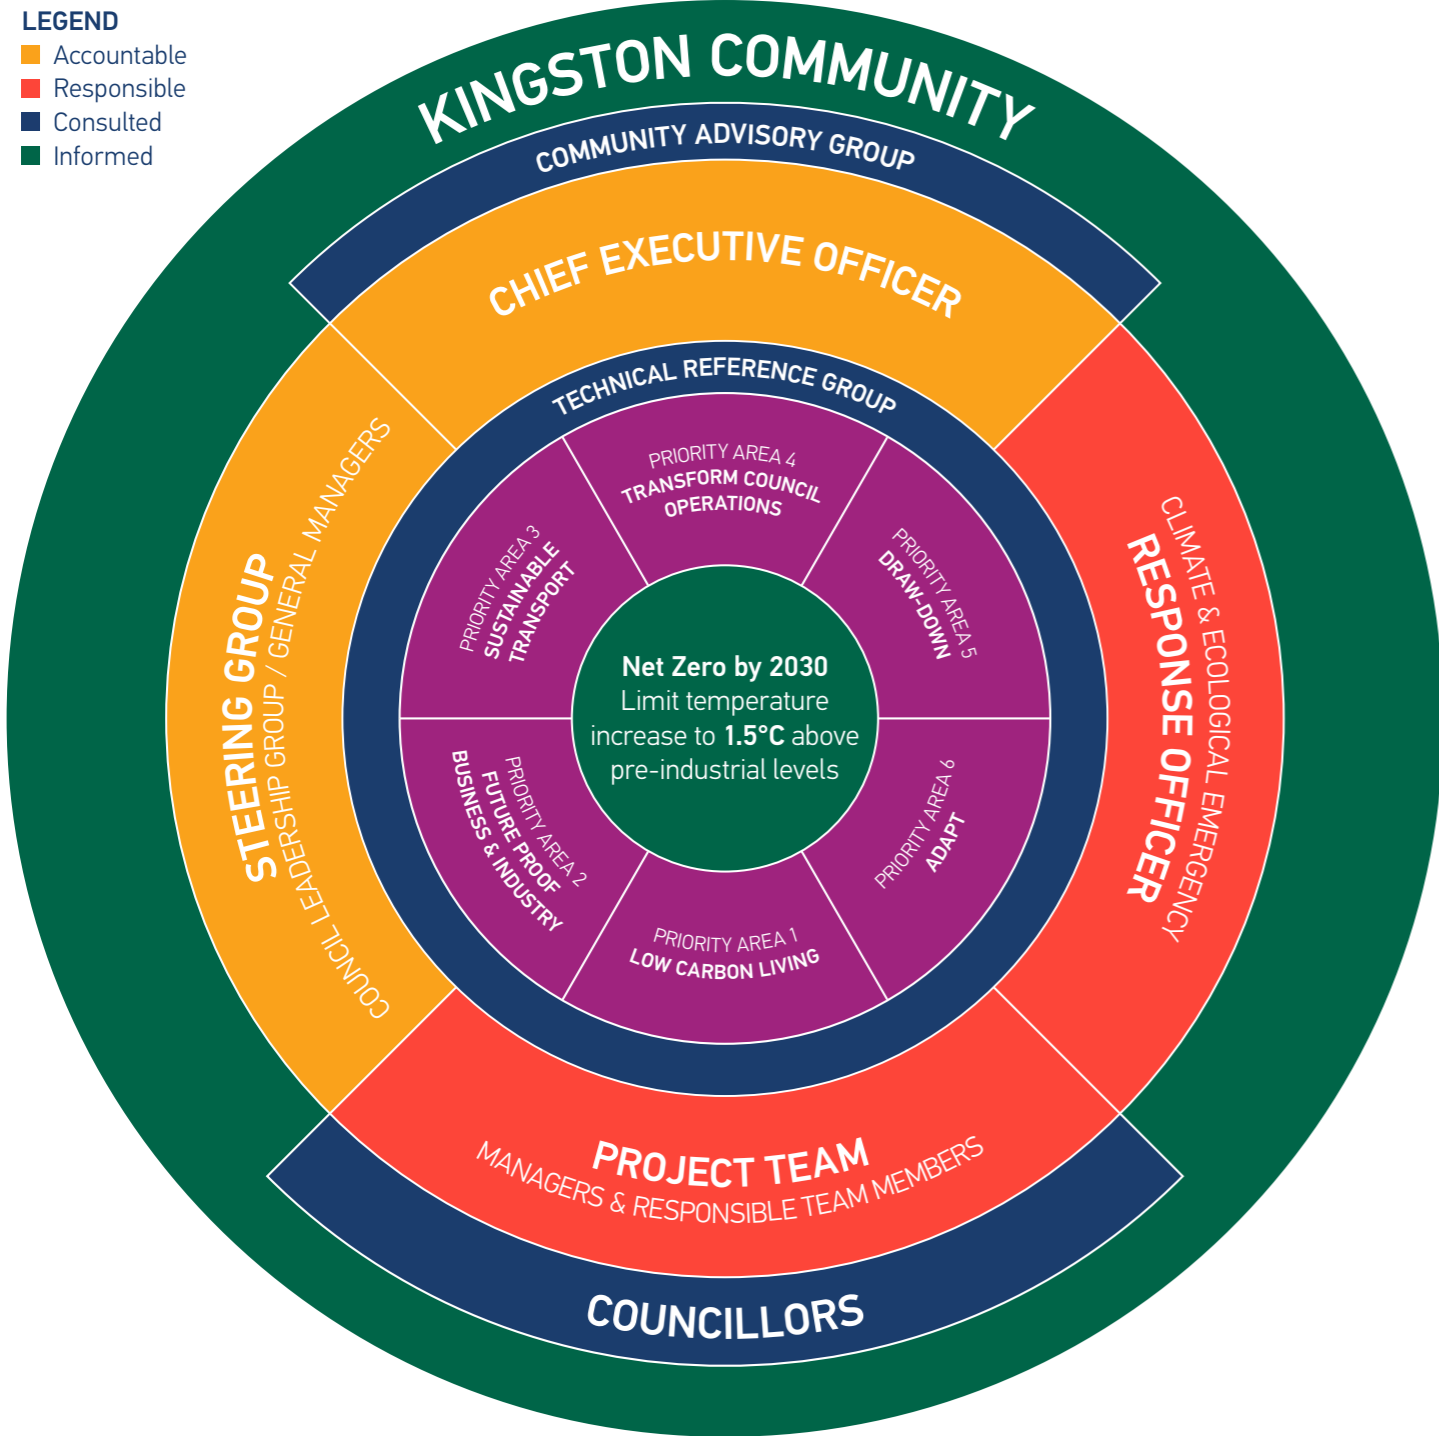 LEGEND
Accountable
Responsible
Consulted
Informed
KINGSTON COMMUNITY
COMMUNITY ADVISORY GROUP
CHIEF EXECUTIVE OFFICER
TECHNICAL REFERENCE GROUP
STEERING GROUP
COUNCIL LEADERSHIP GROUP / GENERAL MANAGERS
CLIMATE & ECOLOGICAL EMERGENCY
RESPONSE OFFICER
PRIORITY AREA 4
TRANSFORM COUNCIL
OPERATIONS
PRIORITY AREA 3
SUSTAINABLE
TRANSPORT
PRIORITY AREA 5
DRAW-DOWN
Net Zero by 2030
Limit temperature
increase to 1.5°C above
pre-industrial levels
PRIORITY AREA 2
FUTURE PROOF
BUSINESS & INDUSTRY
PRIORITY AREA 6
ADAPT
PRIORITY AREA 1
LOW CARBON LIVING
PROJECT TEAM
MANAGERS & RESPONSIBLE TEAM MEMBERS
COUNCILLORS